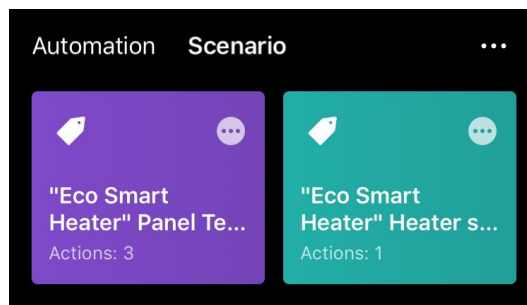 Automation Scenario
"Eco Smart
Heater" Panel Te...
Actions: 3
"Eco Smart
Heater" Heater s...
Actions: 1